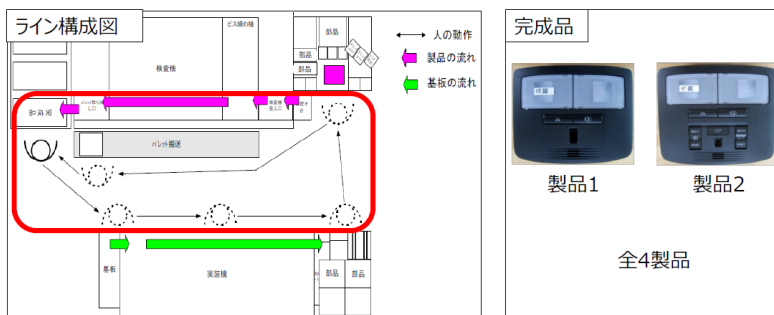 ライン構成図
ビス締め機
検査機
部品
部品
部品
人の動作
製品の流れ
基板の流れ
完成品
パレット搬送
基板
実装機
部品
部品
完成品
製品1
製品2
全4製品